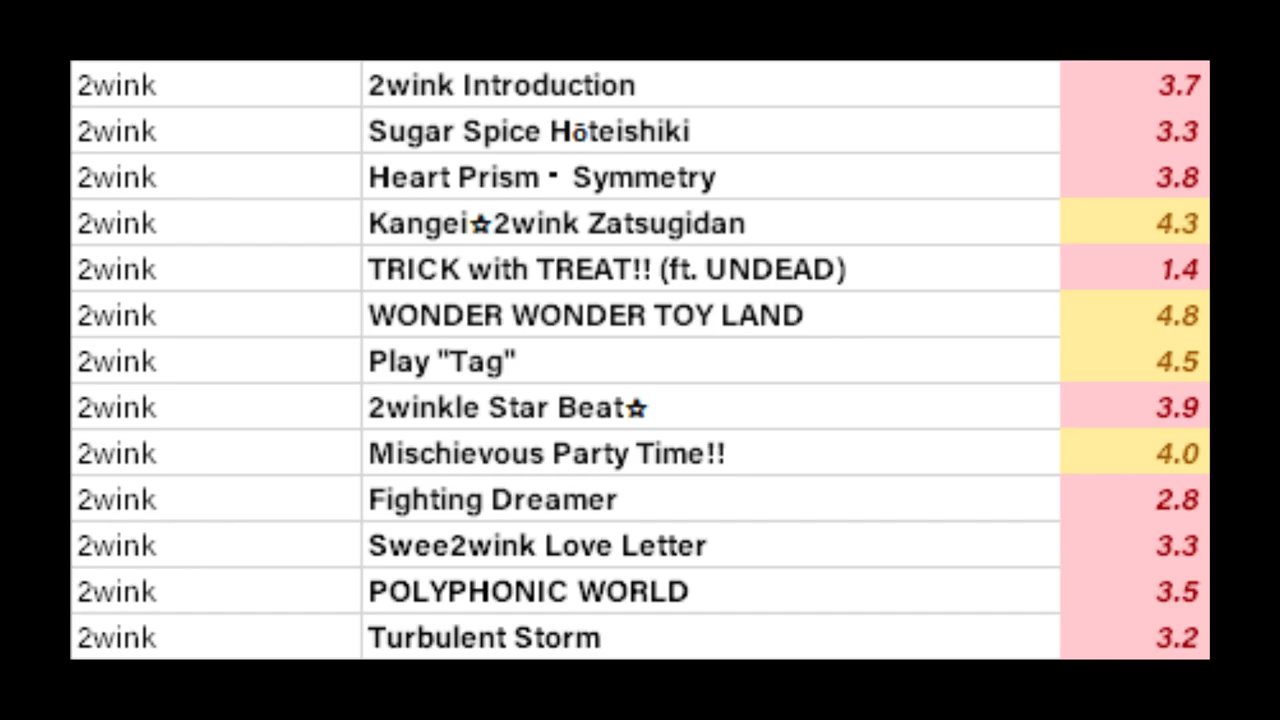 2wink 2wink Introduction 3.7
2wink Sugar Spice Hōteishiki 3.3
2wink Heart Prism・ Symmetry 3.8
2wink Kangei☆2wink Zatsugidan 4.3
2wink TRICK with TREAT!! (ft. UNDEAD) 1.4
2wink WONDER WONDER TOY LAND 4.8
2wink Play "Tag" 4.5
2wink 2winkle Star Beat☆ 3.9
2wink Mischievous Party Time!! 4.0
2wink Fighting Dreamer 2.8
2wink Swee2wink Love Letter 3.3
2wink POLYPHONIC WORLD 3.5
2wink Turbulent Storm 3.2